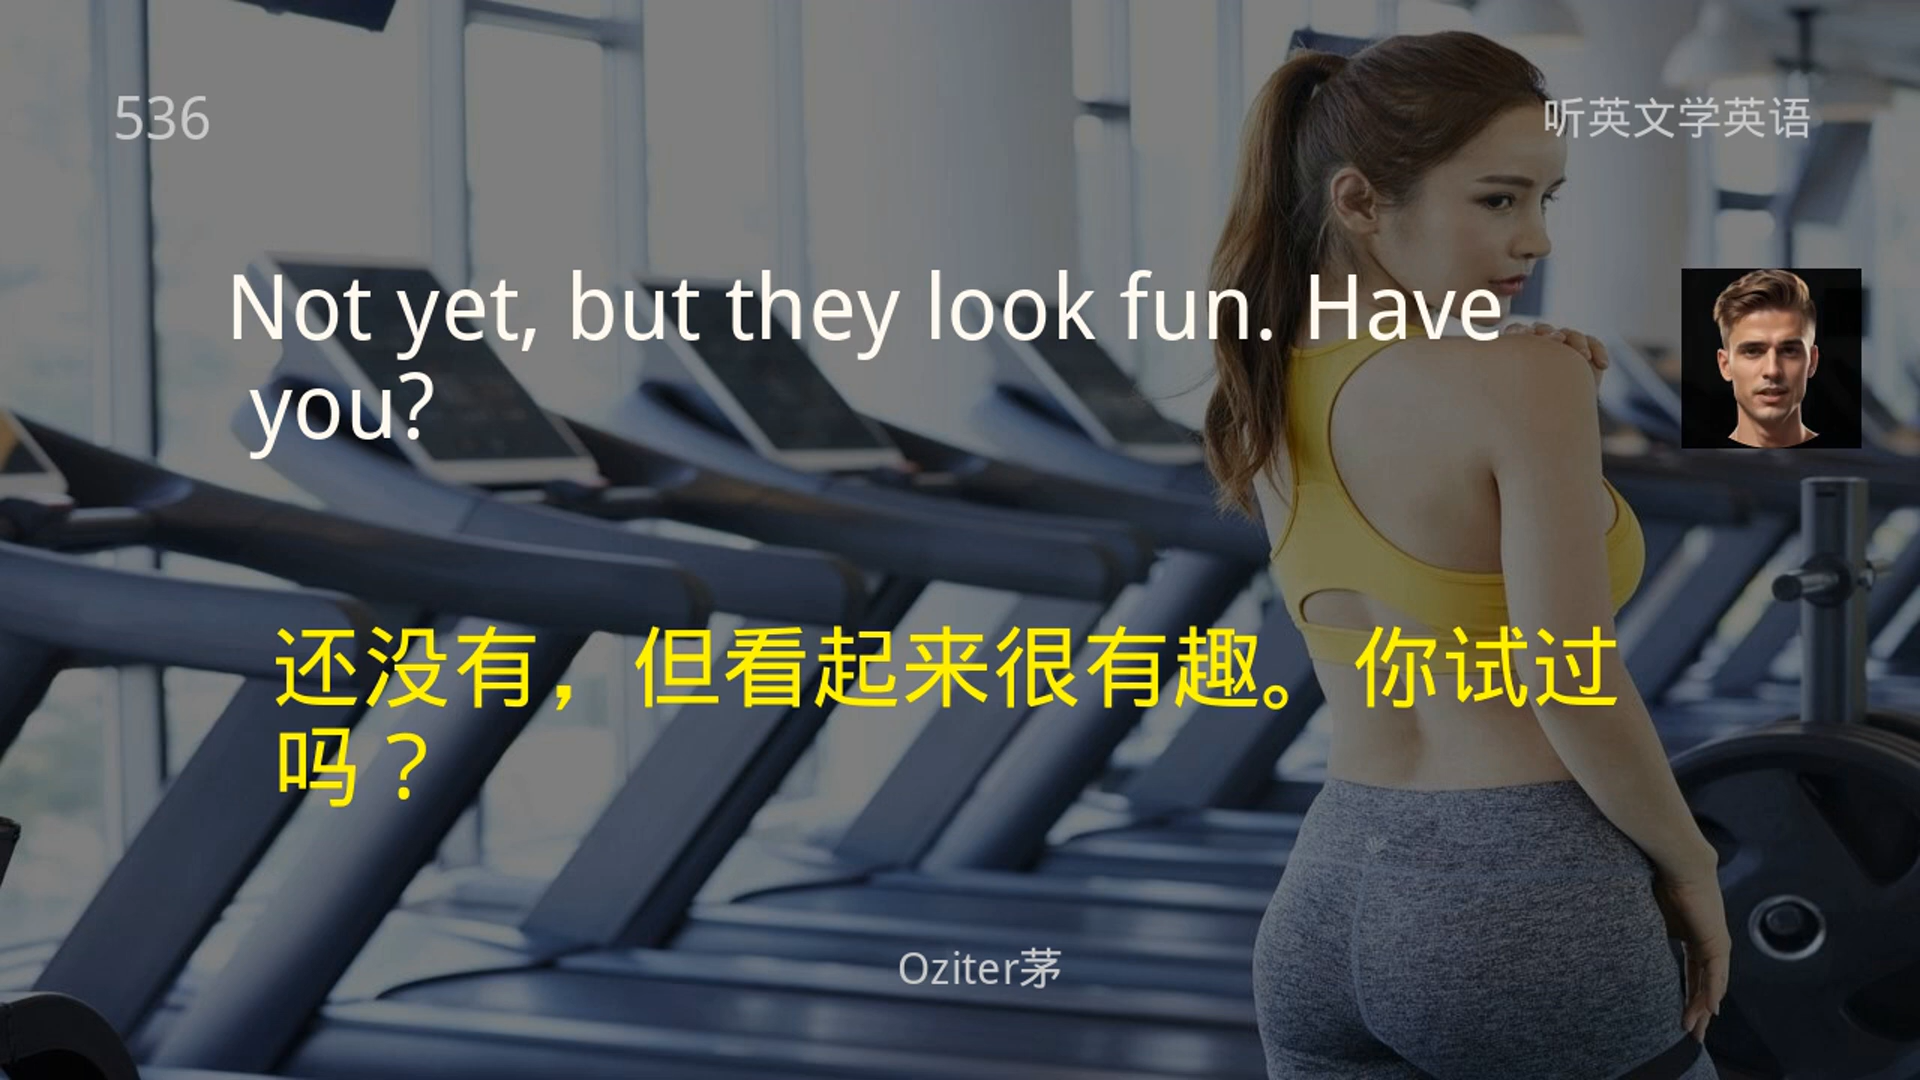 536
听英文学英语
Not yet, but they look fun. Have
you?
还没有，但看起来很有趣。你试过
吗？
Oziter茅